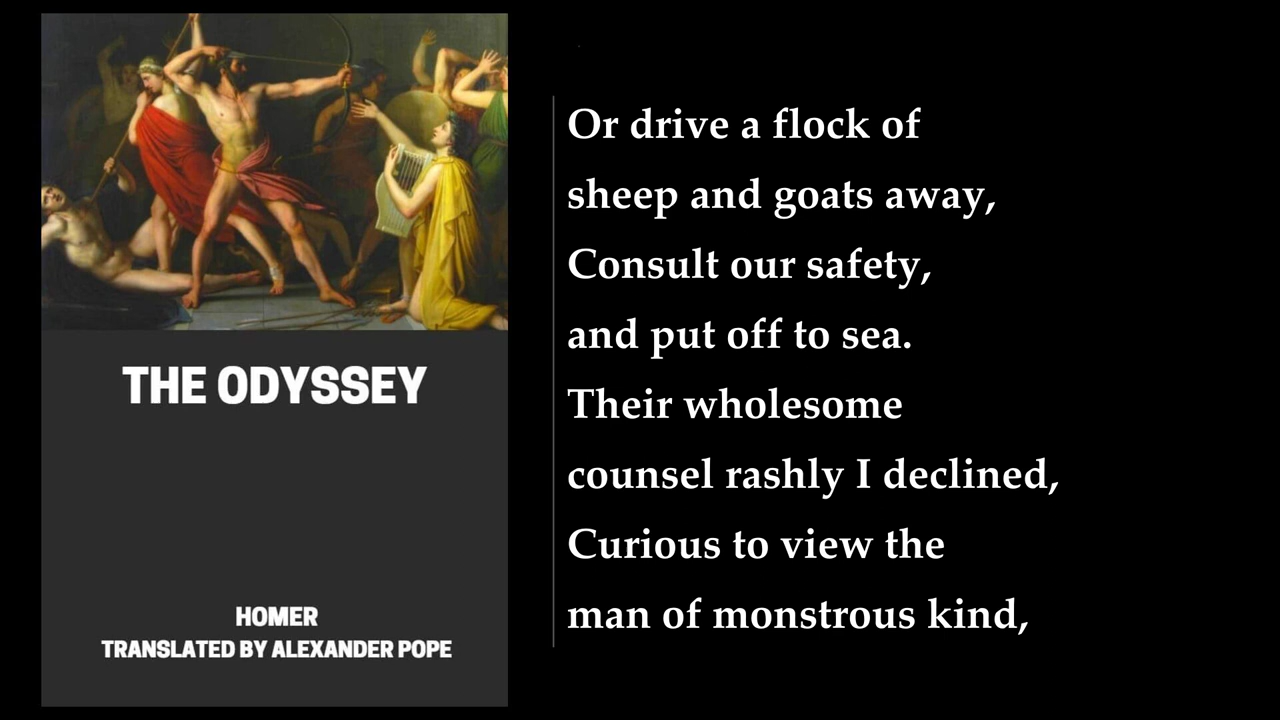 THE ODYSSEY
HOMER
TRANSLATED BY ALEXANDER POPE
Or drive a flock of
sheep and goats away,
Consult our safety,
and put off to sea.
Their wholesome
counsel rashly I declined,
Curious to view the
man of monstrous kind,